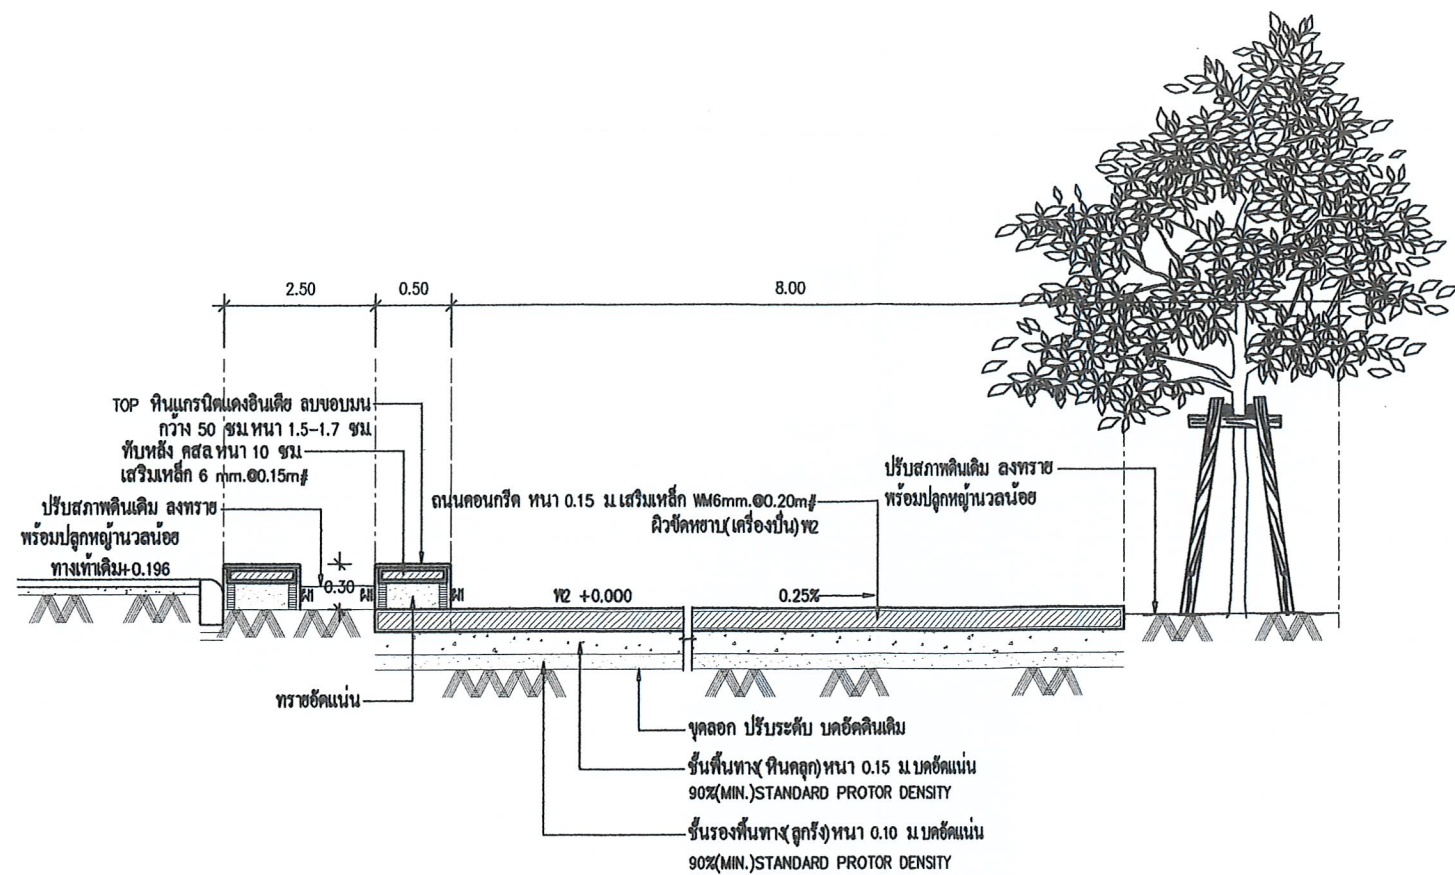 2.50
0.50
8.00
TOP หินแกรนิตแดงอินเดีย ลบขอบมน
กว้าง 50 ซม.หนา 1.5-1.7 ซม.
ทับหลัง คสล.หนา 10 ซม.
เสริมเหล็ก 6 mm.@0.15m#
ปรับสภาพดินเดิม ลงทราย
พร้อมปลูกหญ้านวลน้อย
ทางเท้าเดิม+0.196
ถนนคอนกรีต หนา 0.15 ม.เสริมเหล็ก WM6mm.@0.20m#
ผิวขัดหยาบ(เครื่องปั่น)พ2
ปรับสภาพดินเดิม ลงทราย
พร้อมปลูกหญ้านวลน้อย
0.30
ผ1
ผ1
ผ1
พ2 +0.000
0.25%
ทรายอัดแน่น
ขุดลอก ปรับระดับ บดอัดดินเดิม
ชั้นพื้นทาง(หินคลุก)หนา 0.15 ม.บดอัดแน่น
90%(MIN.)STANDARD PROTOR DENSITY
ชั้นรองพื้นทาง(ลูกรัง)หนา 0.10 ม.บดอัดแน่น
90%(MIN.)STANDARD PROTOR DENSITY